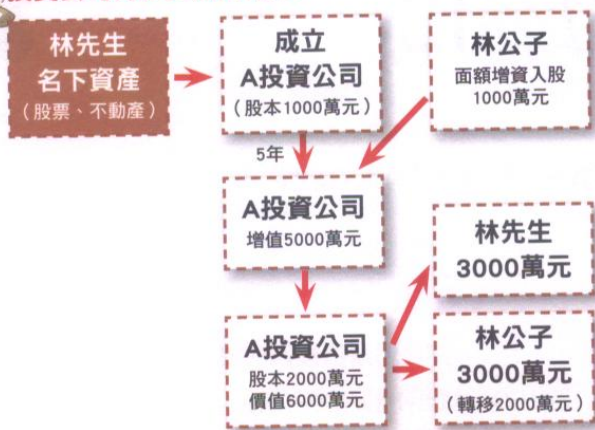 林先生
名下資產
（股票、不動產）
成立
A投資公司
（股本1000萬元）
林公子
面額增資入股
1000萬元
5年
A投資公司
增值5000萬元
A投資公司
股本2000萬元
價值6000萬元
林先生
3000萬元
林公子
3000萬元
（轉移2000萬元）